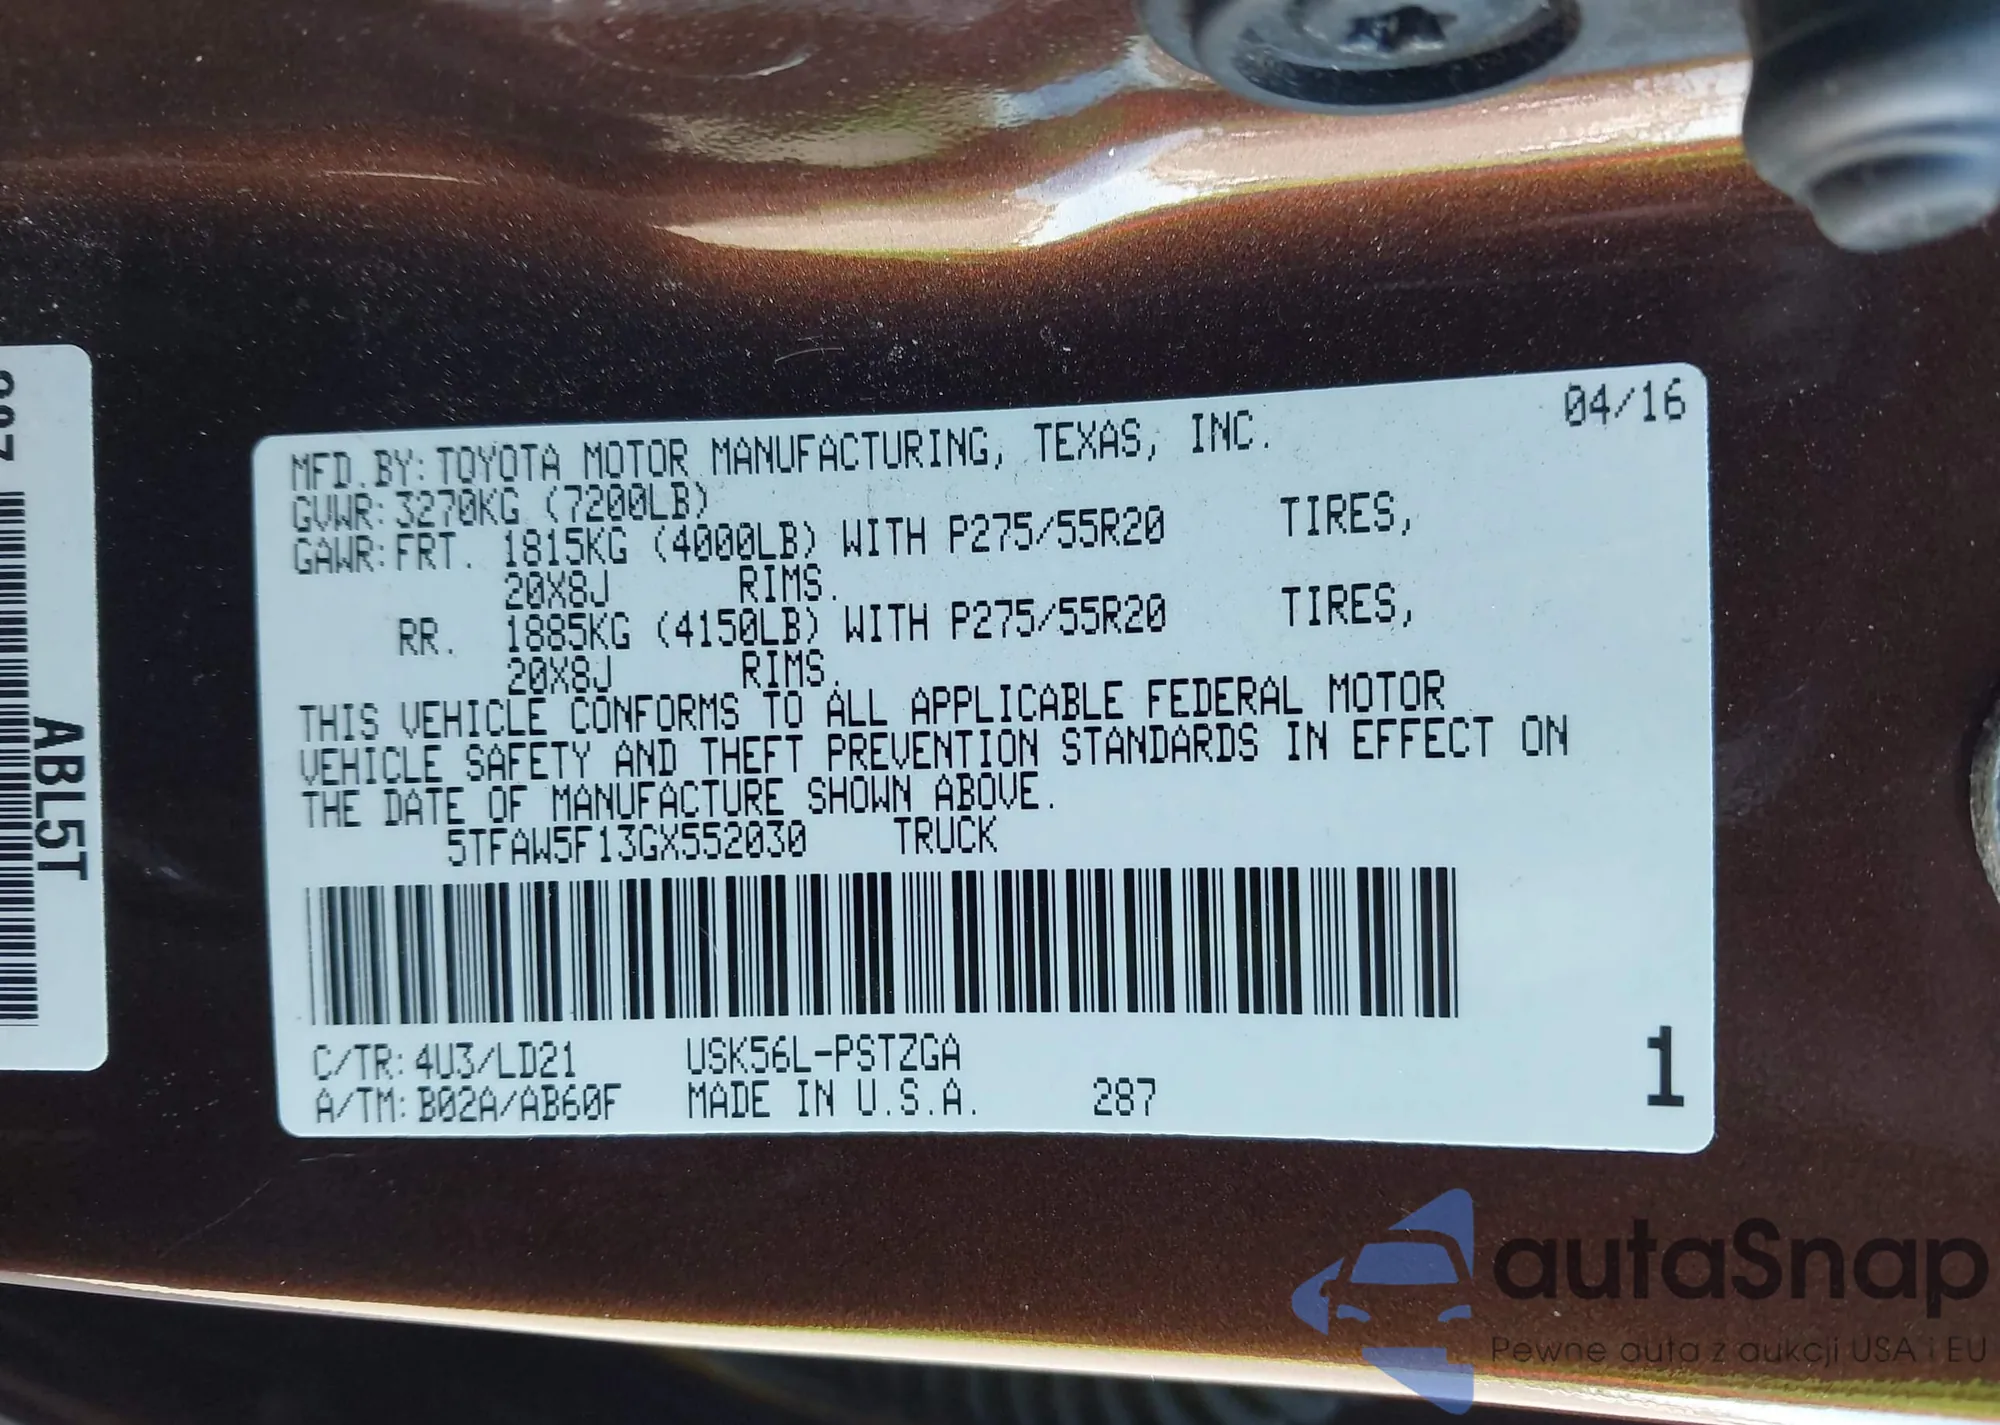 MFD.BY: TOYOTA MOTOR MANUFACTURING, TEXAS, INC. 04/16
GVWR: 3270KG (7200LB)
GAWR: FRT. 1815KG (4000LB) WITH P275/55R20 TIRES,
20X8J RIMS.
RR. 1885KG (4150LB) WITH P275/55R20 TIRES,
20X8J RIMS.
THIS VEHICLE CONFORMS TO ALL APPLICABLE FEDERAL MOTOR
VEHICLE SAFETY AND THEFT PREVENTION STANDARDS IN EFFECT ON
THE DATE OF MANUFACTURE SHOWN ABOVE.
5TFAW5F13GX552030 TRUCK
C/TR: 4U3/LD21 USK56L-PSTZGA
A/TM: B02A/AB60F MADE IN U.S.A. 287
1
ABL5T
autaSnap
Pewne auta z aukcji USA i EU